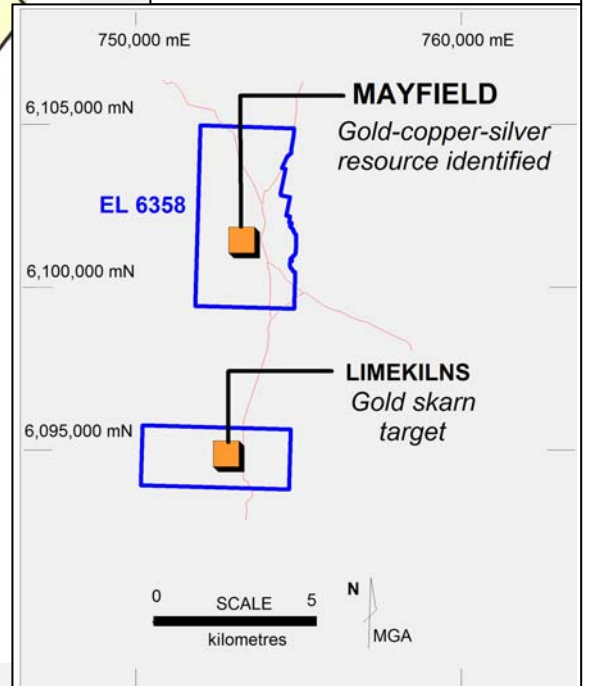 750,000 mE
760,000 mE
6,105,000 mN
MAYFIELD
Gold-copper-silver
resource identified
EL 6358
6,100,000 mN
LIMEKILNS
Gold skarn
target
6,095,000 mN
0 SCALE 5
kilometres
N
MGA